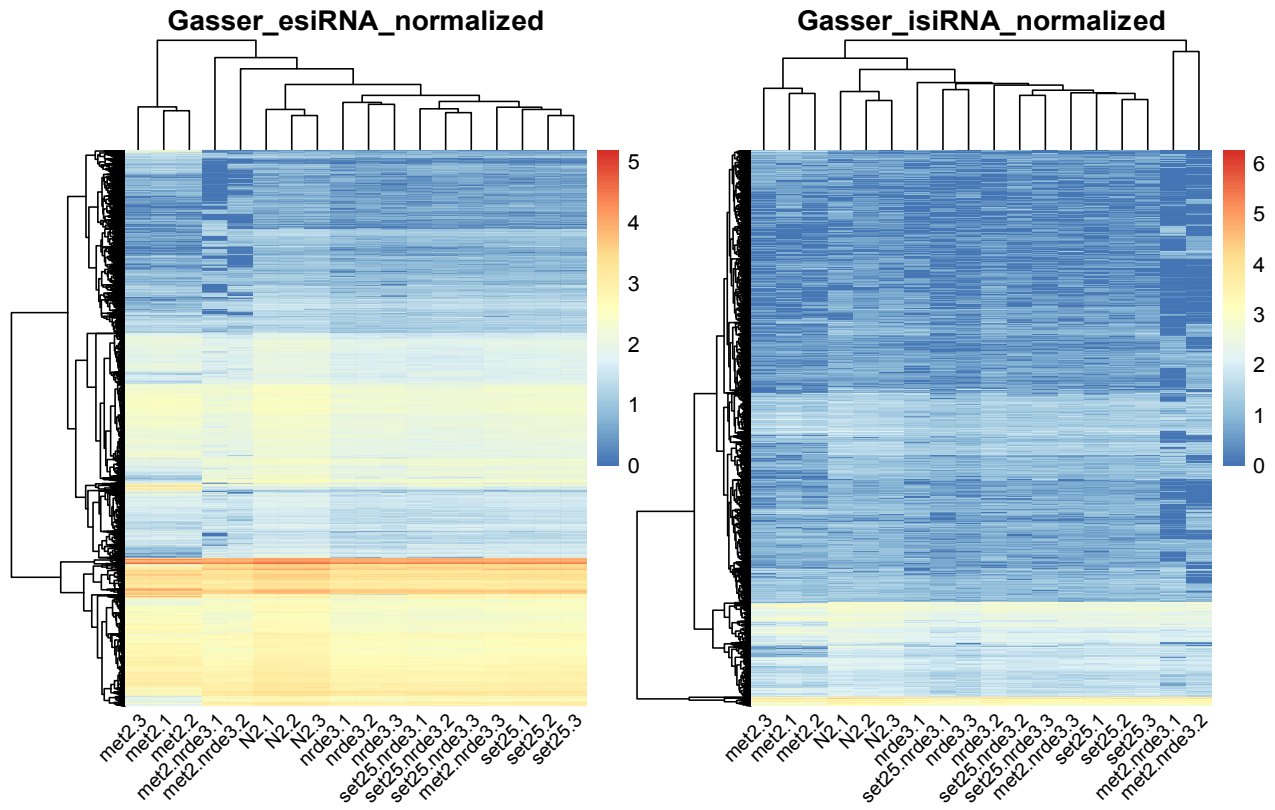 Gasser_esiRNA_normalized
5
4
3
2
1
0
met2.3
met2.1
met2.2
met2.nrde3.1
met2.nrde3.2
N2.1
N2.2
N2.3
nrde3.1
nrde3.2
nrde3.3
set25.nrde3.1
set25.nrde3.2
set25.nrde3.3
met2.nrde3.3
set25.1
set25.2
set25.3
Gasser_isiRNA_normalized
6
5
4
3
2
1
0
met2.3
met2.1
met2.2
N2.1
N2.2
N2.3
nrde3.1
set25.nrde3.1
nrde3.3
nrde3.2
set25.nrde3.2
set25.nrde3.3
met2.nrde3.3
set25.1
set25.2
set25.3
met2.nrde3.1
met2.nrde3.2